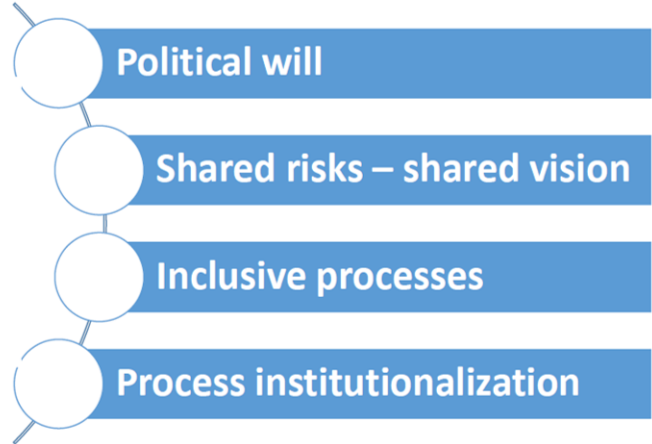 Political will
Shared risks – shared vision
Inclusive processes
Process institutionalization